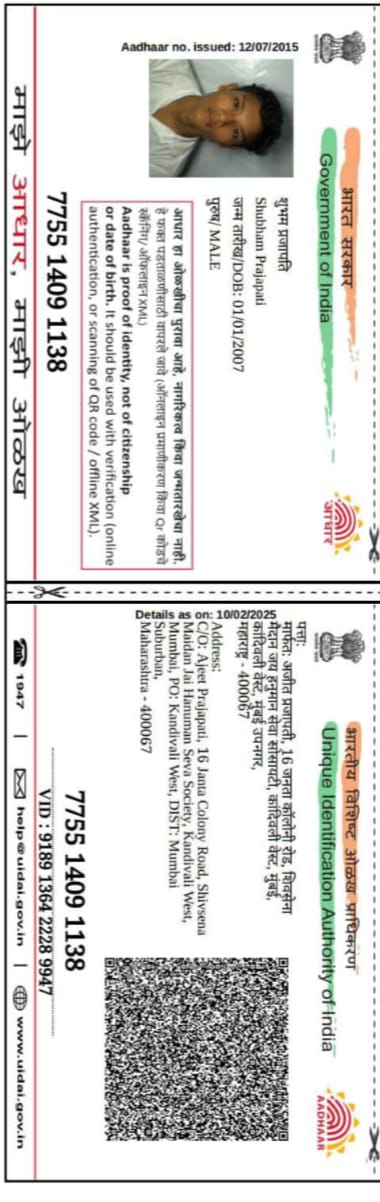 भारत सरकार
Government of India
आधार
Aadhaar no. issued: 12/07/2015
शुभम प्रजापति
Shubham Prajapati
जन्म तारीख/DOB: 01/01/2007
पुरुष/ MALE
आधार हा ओळखीचा पुरावा आहे, नागरिकत्व किंवा जन्मतारखेचा नाही.
हे फक्त पडताळणीसाठी वापरले जावे (ऑनलाइन प्रमाणीकरण किंवा Qr कोडचे
स्कॅनिंग/ ऑफलाइन XML)
Aadhaar is proof of identity, not of citizenship
or date of birth. It should be used with verification (online
authentication, or scanning of QR code / offline XML).
7755 1409 1138
माझे आधार, माझी ओळख
भारतीय विशिष्ट ओळख प्राधिकरण
Unique Identification Authority of India
AADHAAR
Details as on: 10/02/2025
पत्ता:
मार्फत: अजीत प्रजापती, 16 जनता कॉलोनी रोड, शिवसेना
मैदान जय हनुमान सेवा सोसायटी, कांदिवली वेस्ट, मुंबई,
कांदिवली वेस्ट, मुंबई उपनगर,
महाराष्ट्र - 400067
Address:
C/O: Ajeet Prajapati, 16 Janta Colony Road, Shivsena
Maidan Jai Hanuman Seva Society, Kandivali West,
Mumbai, PO: Kandivali West, DIST: Mumbai
Suburban,
Maharashtra - 400067
7755 1409 1138
VID : 9189 1364 2228 9947
1947 | help@uidai.gov.in | www.uidai.gov.in